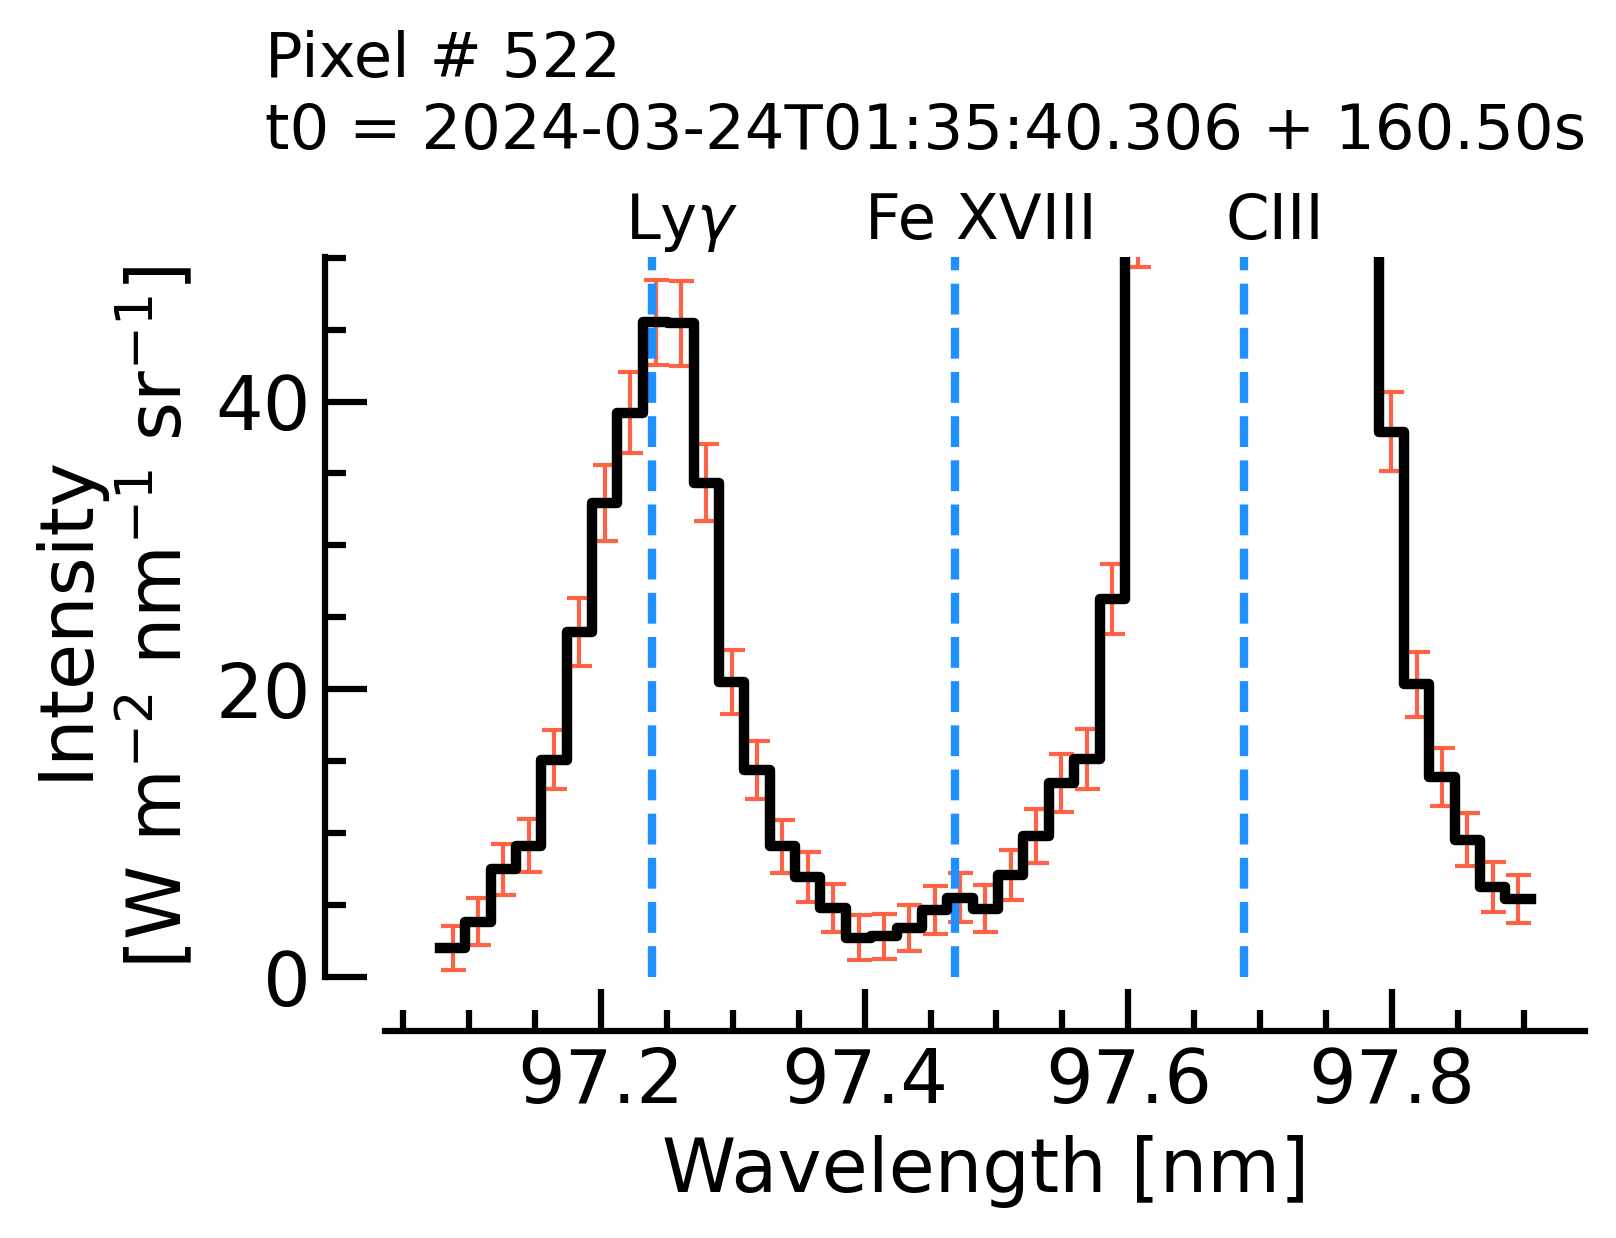 Pixel # 522
t0 = 2024-03-24T01:35:40.306 + 160.50s
Lyγ Fe XVIII CIII
Intensity
[W m⁻² nm⁻¹ sr⁻¹]
40
20
0
97.2 97.4 97.6 97.8
Wavelength [nm]